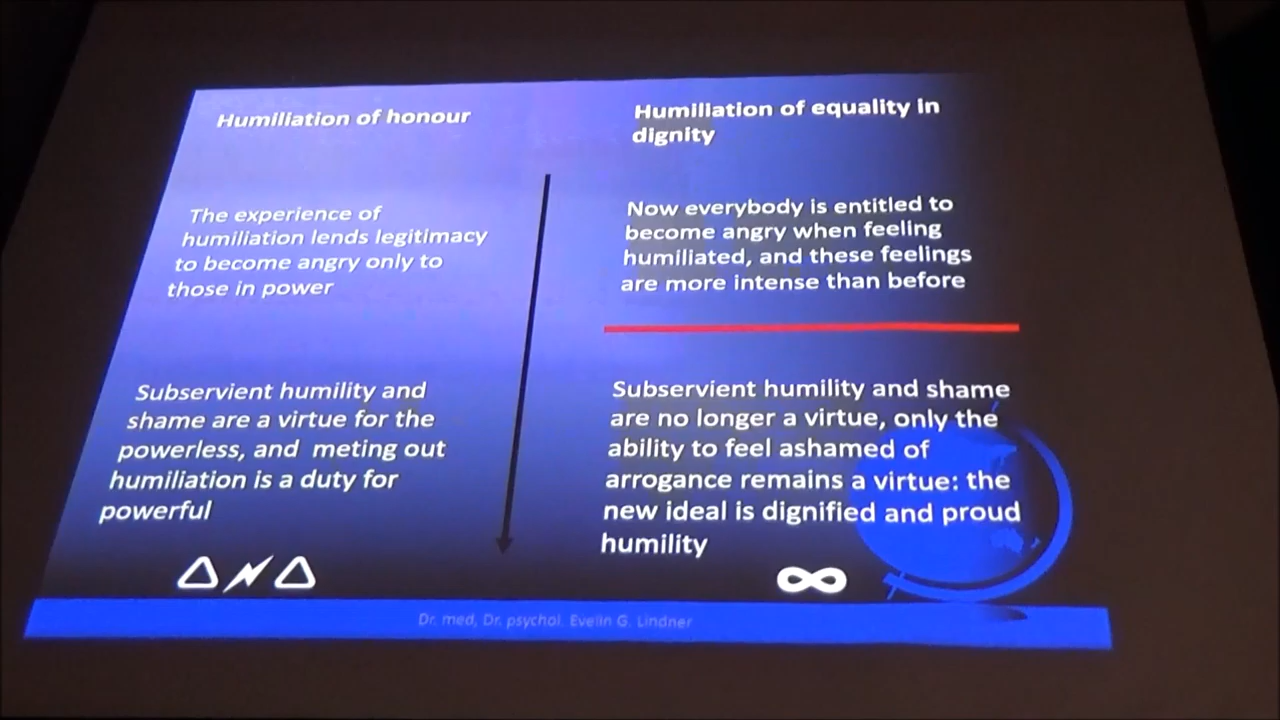 Humiliation of honour
The experience of
humiliation lends legitimacy
to become angry only to
those in power
Subservient humility and
shame are a virtue for the
powerless, and meting out
humiliation is a duty for
powerful
Humiliation of equality in
dignity
Now everybody is entitled to
become angry when feeling
humiliated, and these feelings
are more intense than before
Subservient humility and shame
are no longer a virtue, only the
ability to feel ashamed of
arrogance remains a virtue: the
new ideal is dignified and proud
humility
Dr. med, Dr. psychol. Evelin G. Lindner